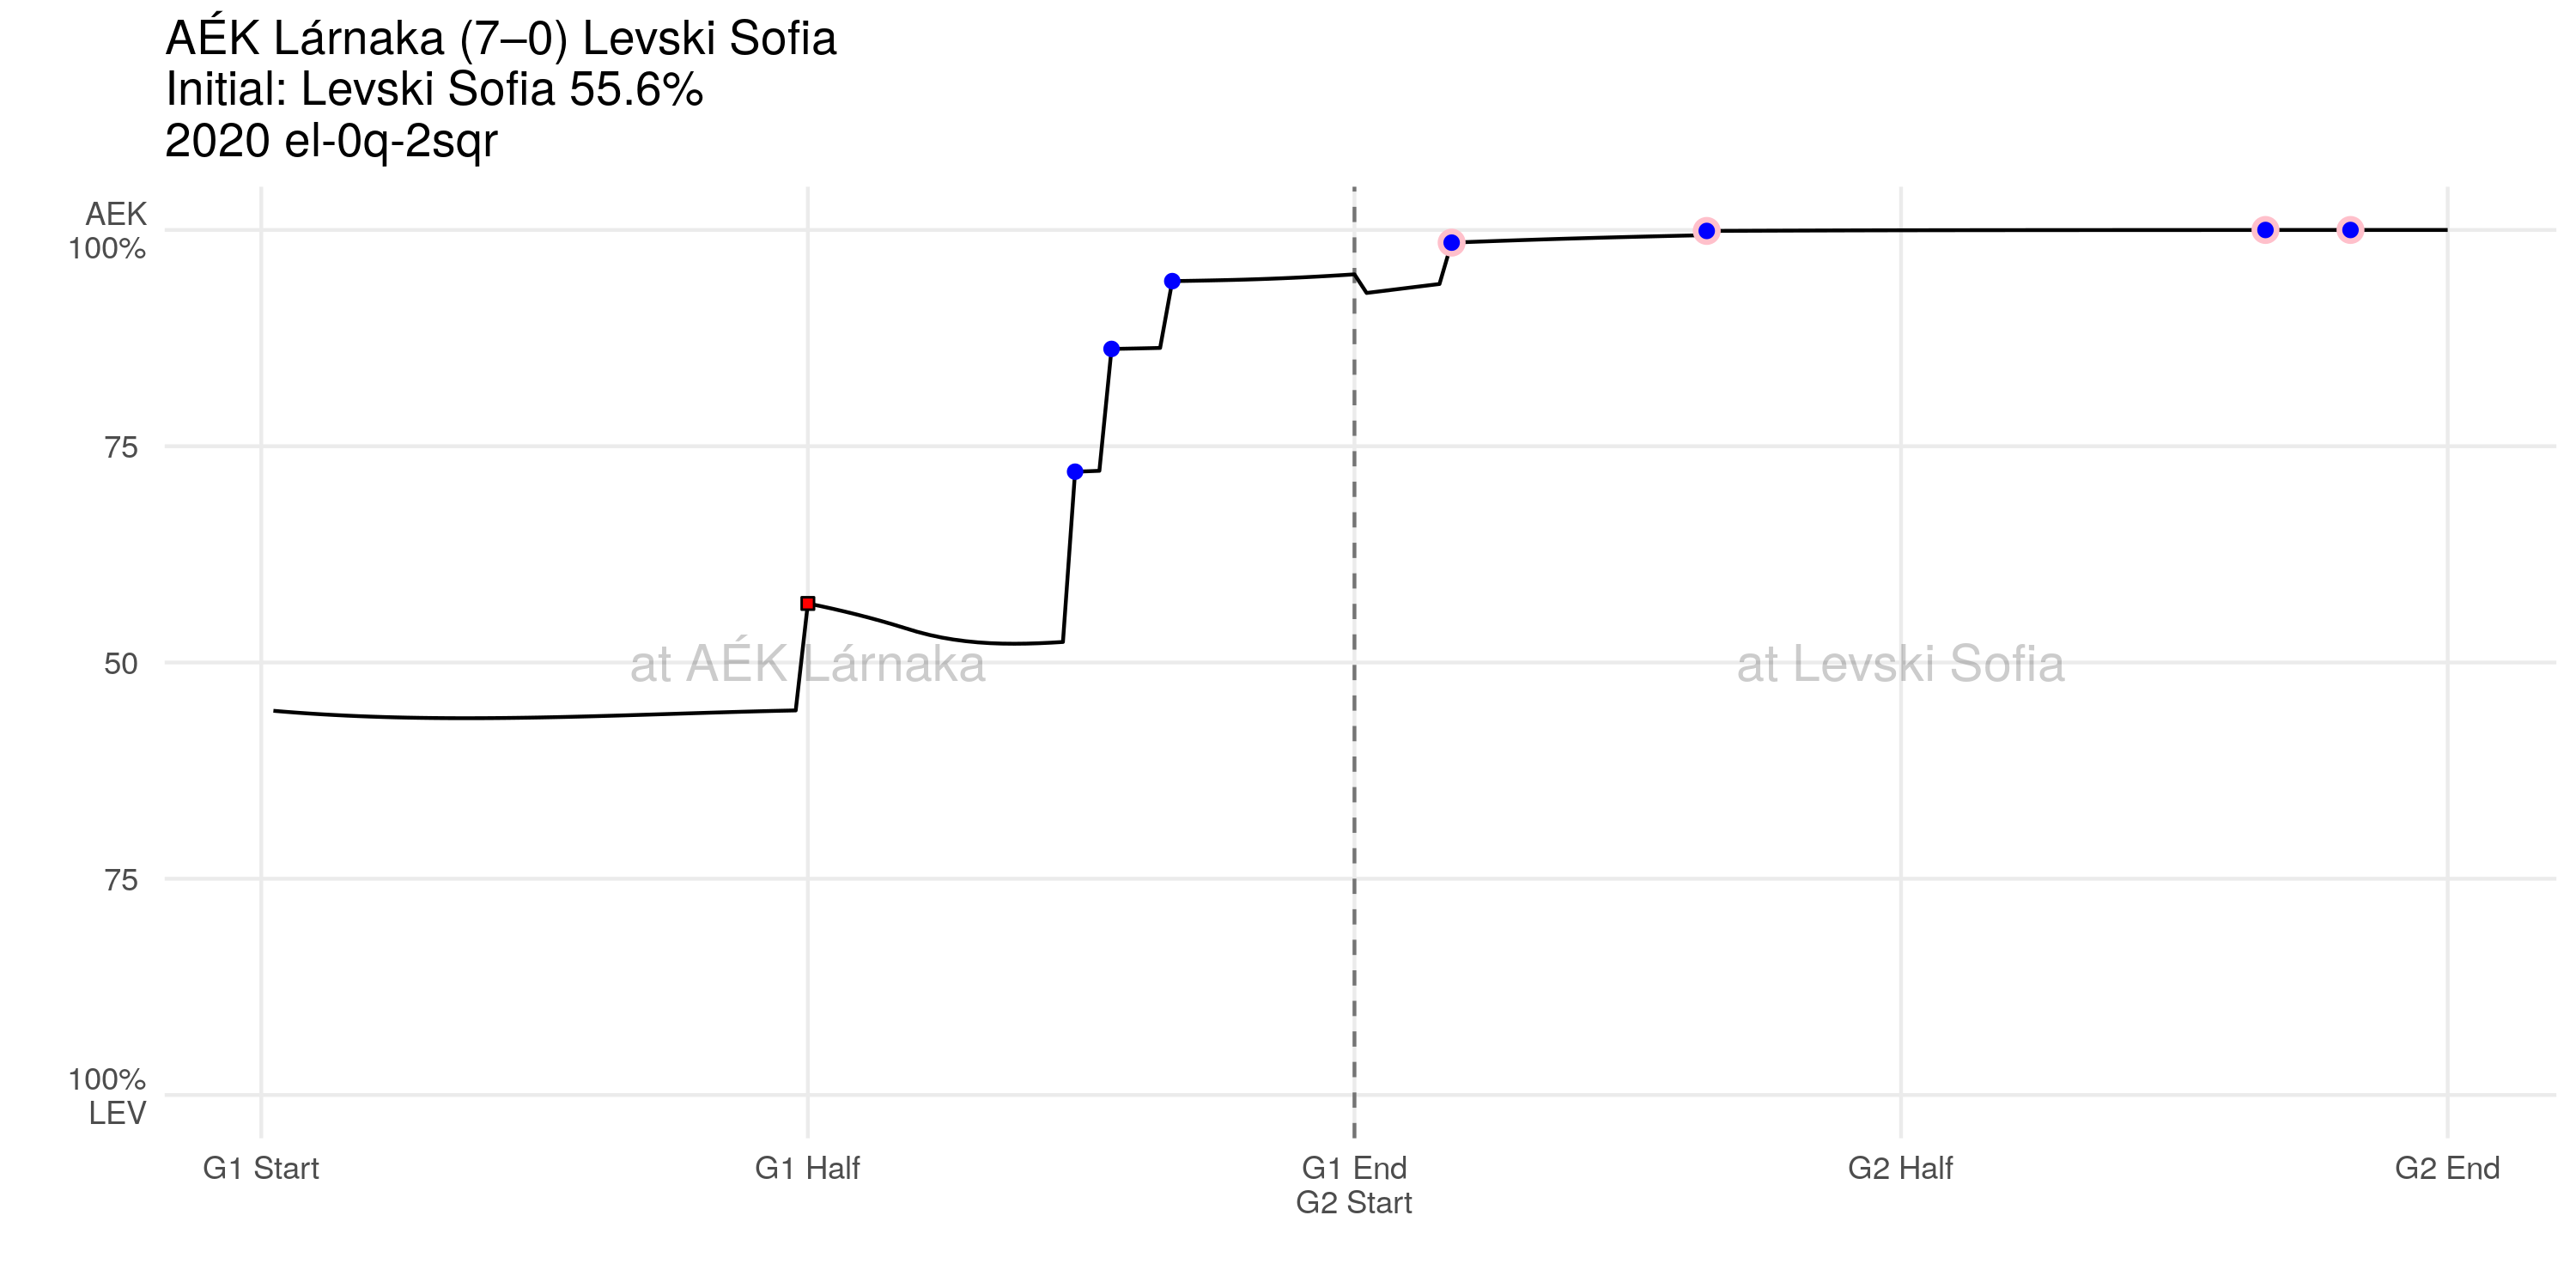 AÉK Lárnaka (7–0) Levski Sofia
Initial: Levski Sofia 55.6%
2020 el-0q-2sqr
AEK
100%
75
50
75
100%
LEV
at AÉK Lárnaka
at Levski Sofia
G1 Start
G1 Half
G1 End
G2 Start
G2 Half
G2 End